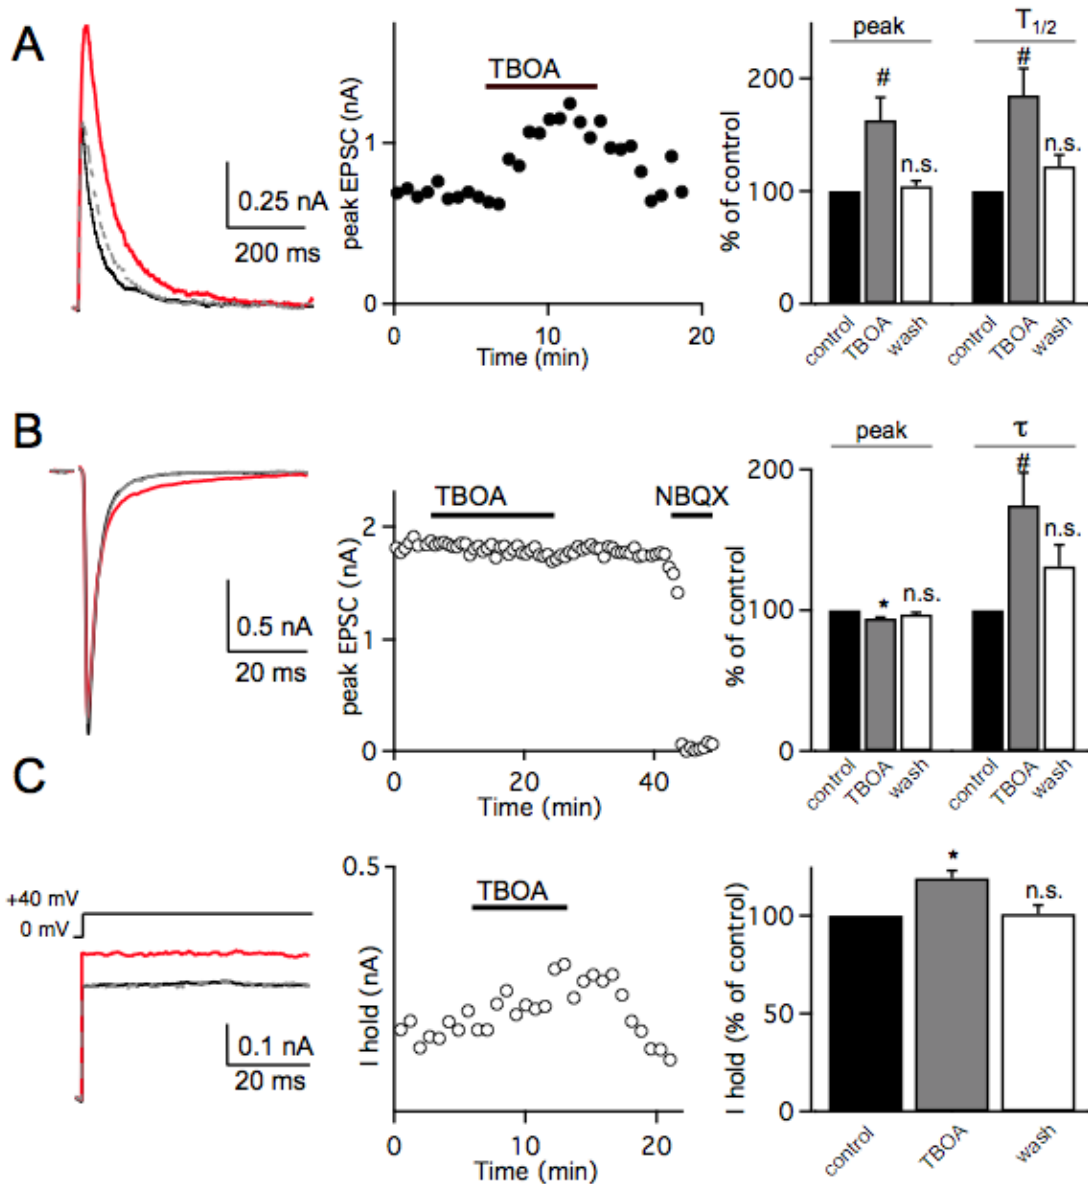 A
0.25 nA
200 ms
peak EPSC (nA)
TBOA
1
0
0
10
20
Time (min)
% of control
peak
T1/2
200
100
0
#
n.s.
#
n.s.
control
TBOA
wash
control
TBOA
wash
B
0.5 nA
20 ms
peak EPSC (nA)
TBOA
NBQX
2
1
0
0
20
40
Time (min)
% of control
peak
τ
200
100
0
*
n.s.
#
n.s.
control
TBOA
wash
control
TBOA
wash
C
+40 mV
0 mV
0.1 nA
20 ms
I hold (nA)
0.5
TBOA
0
10
20
Time (min)
I hold (% of control)
100
50
0
*
n.s.
control
TBOA
wash